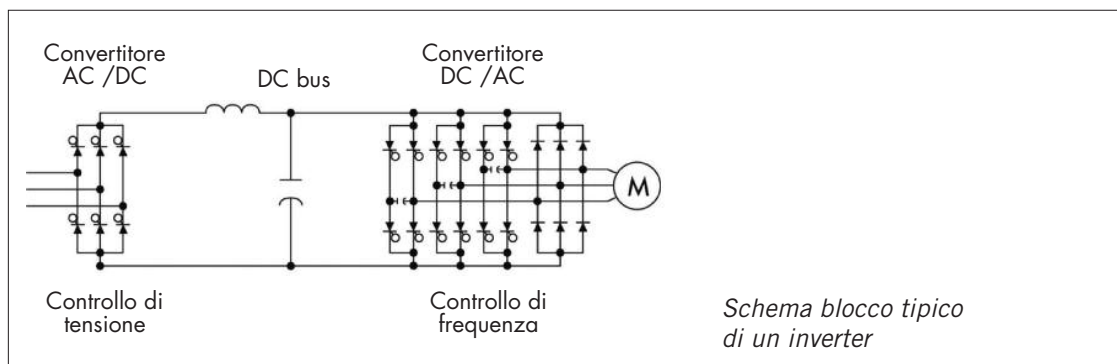 Convertitore
AC /DC
DC bus
Convertitore
DC /AC
M
Controllo di
tensione
Controllo di
frequenza
Schema blocco tipico
di un inverter